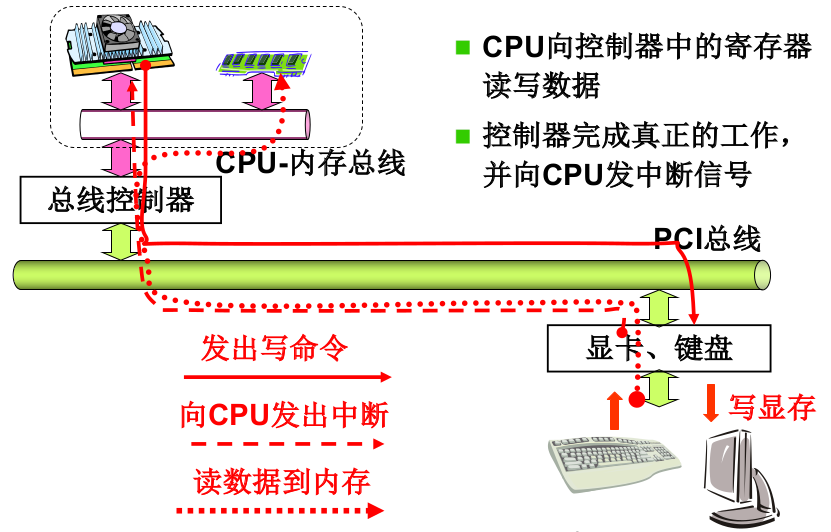 CPU向控制器中的寄存器
读写数据
控制器完成真正的工作，
并向CPU发中断信号
CPU-内存总线
总线控制器
PCI总线
显卡、键盘
发出写命令
向CPU发出中断
读数据到内存
写显存